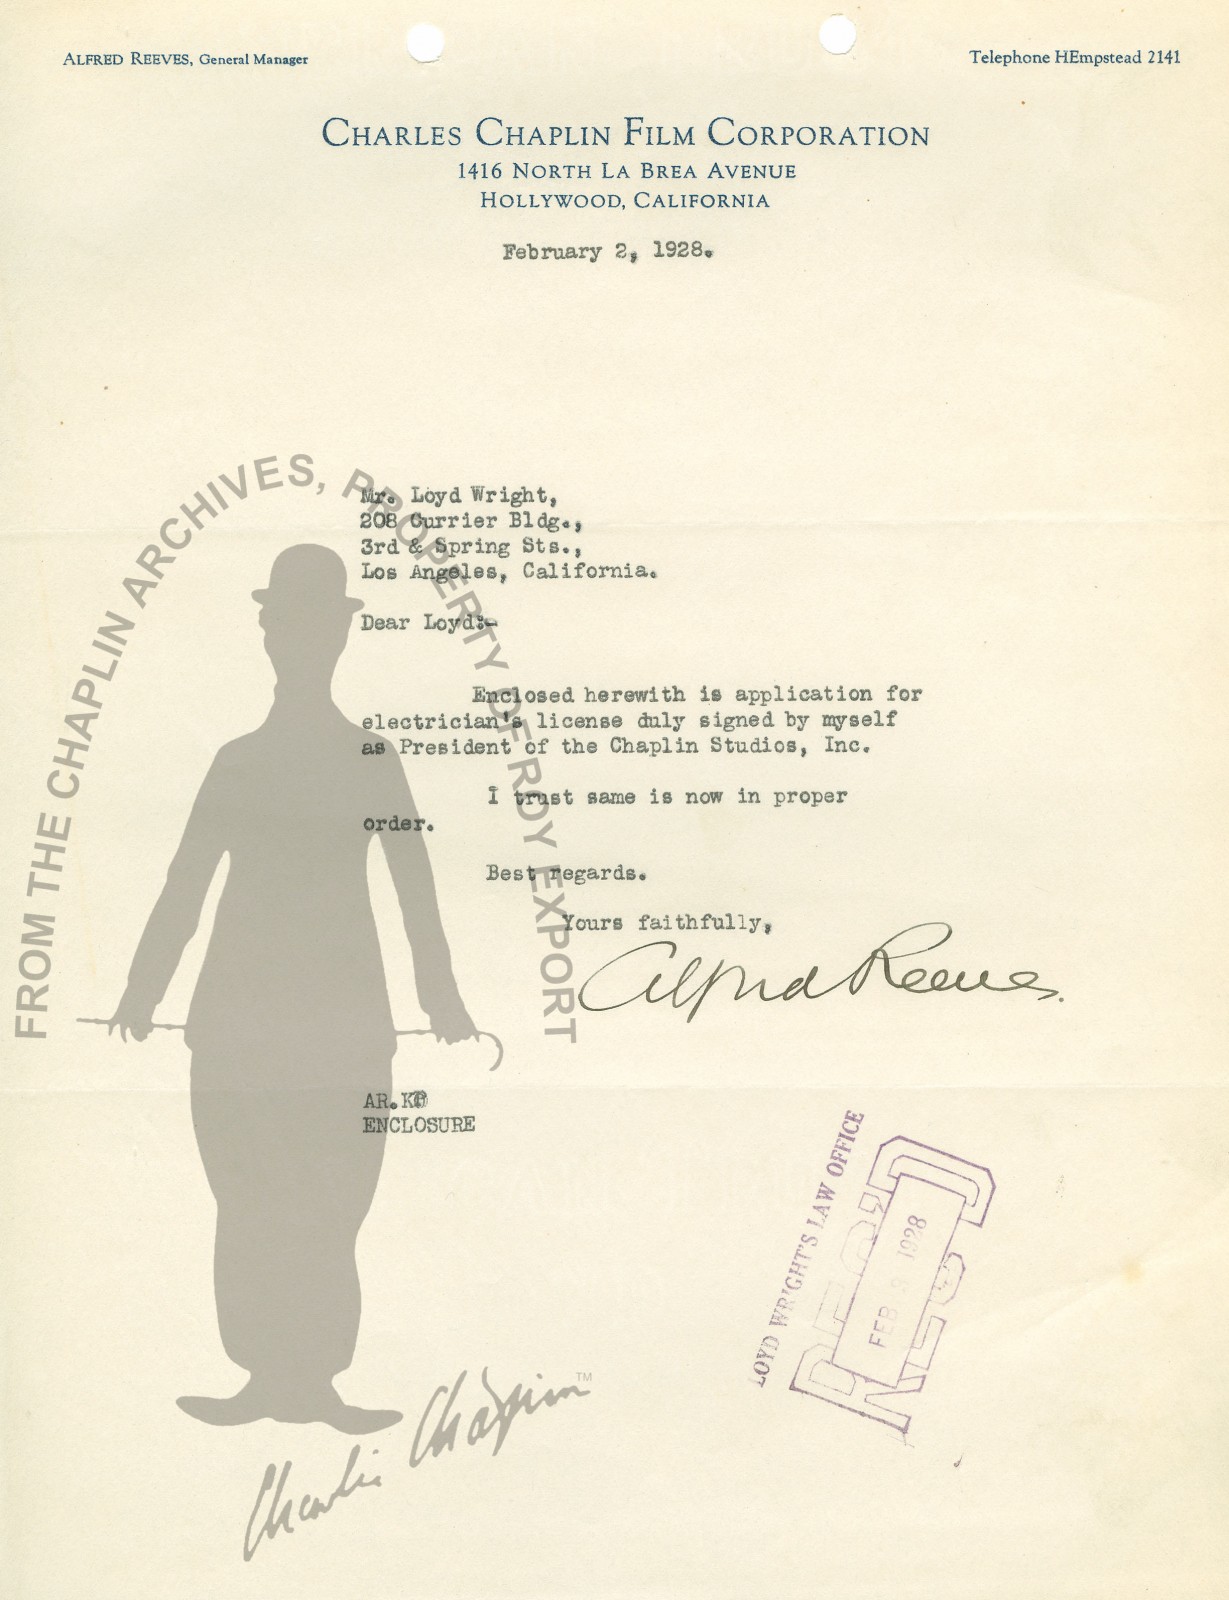 ALFRED REEVES, General Manager
Telephone HEmpstead 2141
CHARLES CHAPLIN FILM CORPORATION
1416 NORTH LA BREA AVENUE
HOLLYWOOD, CALIFORNIA
February 2, 1928.
Mr. Loyd Wright,
208 Currier Bldg.,
3rd & Spring Sts.,
Los Angeles, California.
Dear Loyd:-
Enclosed herewith is application for
electrician's license duly signed by myself
as President of the Chaplin Studios, Inc.
I trust same is now in proper
order.
Best regards.
Yours faithfully,
Alfred Reeves.
AR.K
ENCLOSURE
LOYD WRIGHT'S LAW OFFICE
REC'D
FEB 3 1928
FROM THE CHAPLIN ARCHIVES, PROPERTY OF ROY EXPORT
Charlie Chaplin™